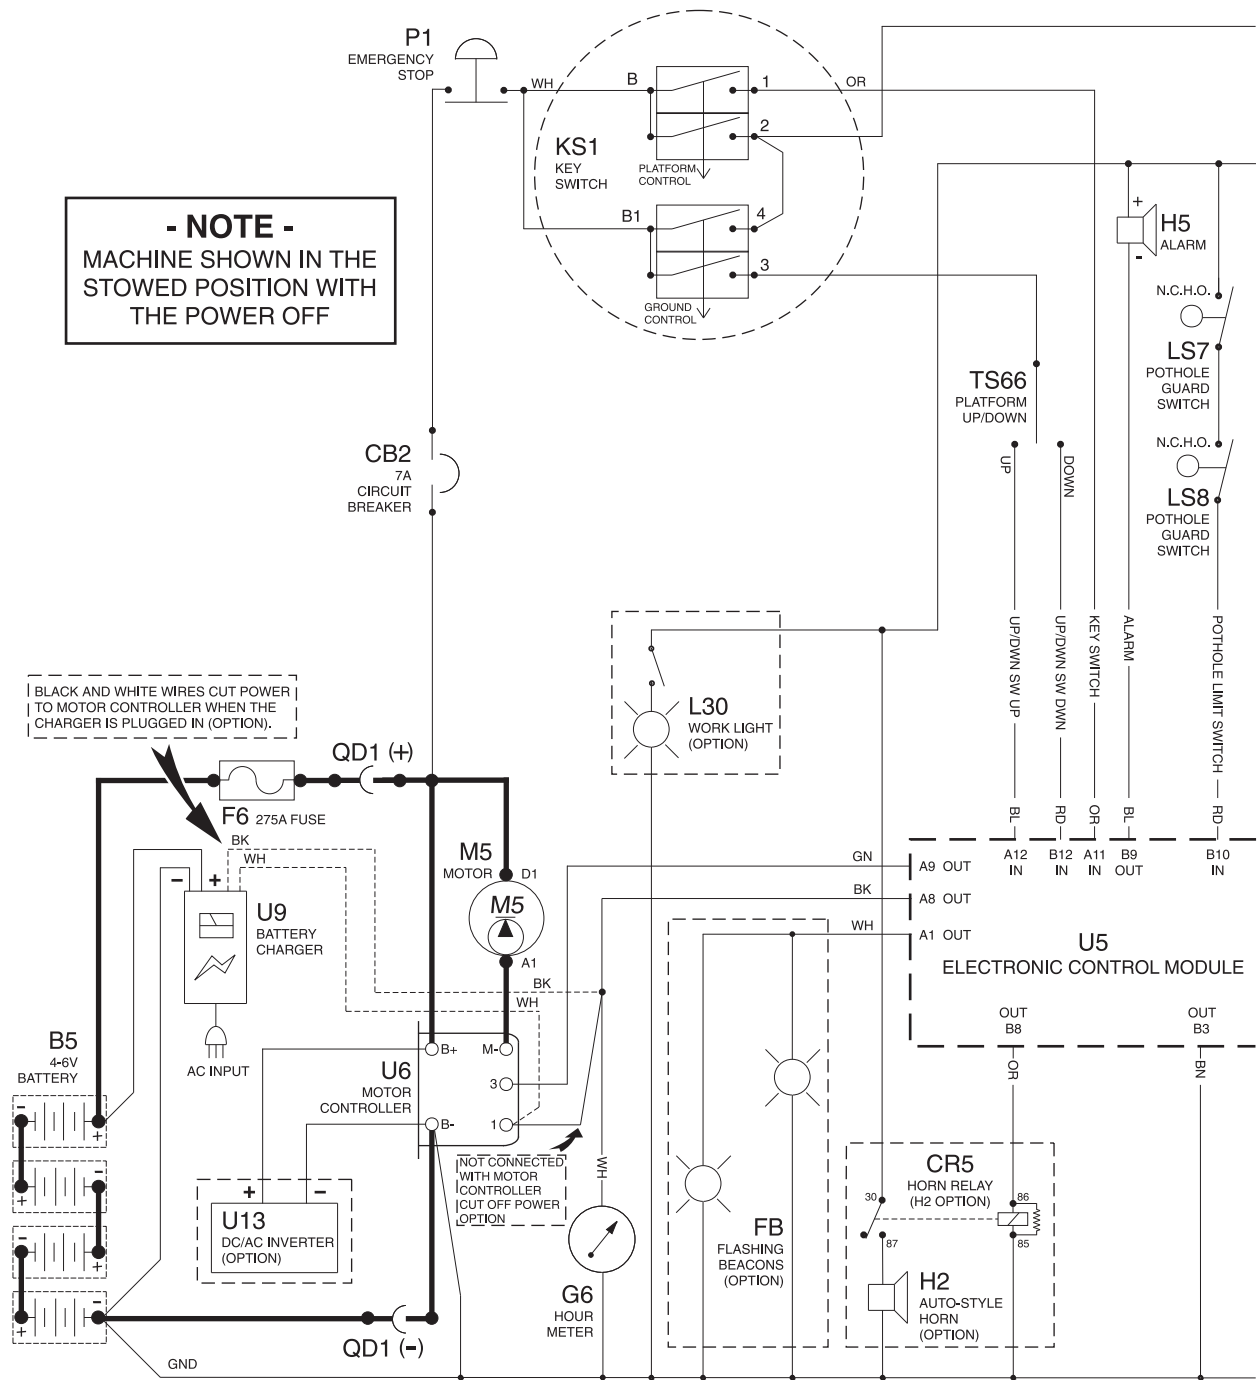 P1
EMERGENCY
STOP
WH
B
1
OR
2
KS1
KEY
SWITCH
PLATFORM
CONTROL
B1
4
3
GROUND
CONTROL
- NOTE -
MACHINE SHOWN IN THE
STOWED POSITION WITH
THE POWER OFF
+
H5
ALARM
-
N.C.H.O.
LS7
POTHOLE
GUARD
SWITCH
TS66
PLATFORM
UP/DOWN
UP
DOWN
N.C.H.O.
LS8
POTHOLE
GUARD
SWITCH
CB2
7A
CIRCUIT
BREAKER
UP/DWN SW UP
UP/DWN SW DWN
KEY SWITCH
ALARM
POTHOLE LIMIT SWITCH
BLACK AND WHITE WIRES CUT POWER
TO MOTOR CONTROLLER WHEN THE
CHARGER IS PLUGGED IN (OPTION).
L30
WORK LIGHT
(OPTION)
QD1 (+)
F6 275A FUSE
BK
WH
BL
RD
OR
BL
RD
M5
MOTOR
D1
M5
A1
GN
BK
WH
A9 OUT
A8 OUT
A1 OUT
A12
IN
B12
IN
A11
IN
B9
OUT
B10
IN
U5
ELECTRONIC CONTROL MODULE
OUT
B8
OUT
B3
- +
U9
BATTERY
CHARGER
AC INPUT
BK
WH
B5
4-6V
BATTERY
U6
MOTOR
CONTROLLER
B+
M-
3
B-
1
OR
BN
-
+
+
-
-
+
+
-
NOT CONNECTED
WITH MOTOR
CONTROLLER
CUT OFF POWER
OPTION
WH
+ -
U13
DC/AC INVERTER
(OPTION)
G6
HOUR
METER
FB
FLASHING
BEACONS
(OPTION)
CR5
HORN RELAY
(H2 OPTION)
30
87
86
85
H2
AUTO-STYLE
HORN
(OPTION)
QD1 (-)
GND